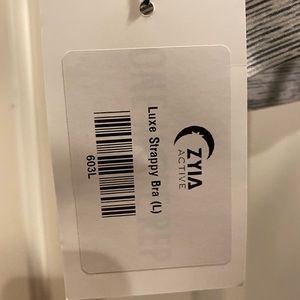 ZYIA
ACTIVE
Luxe Strappy Bra (L)
603L